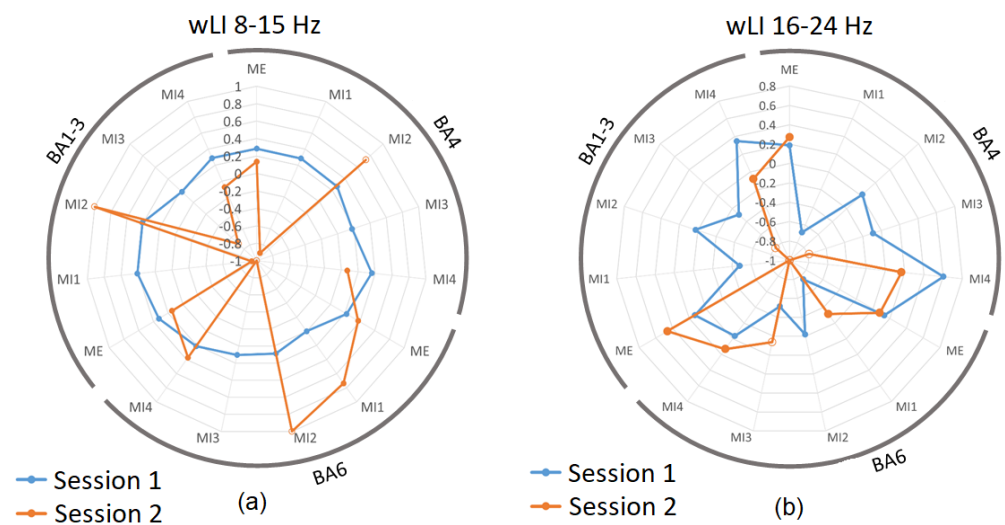 wLI 8-15 Hz
ME
MI1
MI2
MI3
MI4
ME
MI1
MI2
MI3
MI4
ME
MI1
MI2
MI3
MI4
1
0.8
0.6
0.4
0.2
0
-0.2
-0.4
-0.6
-0.8
-1
BA1-3
BA4
BA6
Session 1
Session 2
(a)
wLI 16-24 Hz
ME
MI1
MI2
MI3
MI4
ME
MI1
MI2
MI3
MI4
ME
MI1
MI2
MI3
MI4
0.8
0.6
0.4
0.2
0
-0.2
-0.4
-0.6
-0.8
-1
BA1-3
BA4
BA6
Session 1
Session 2
(b)